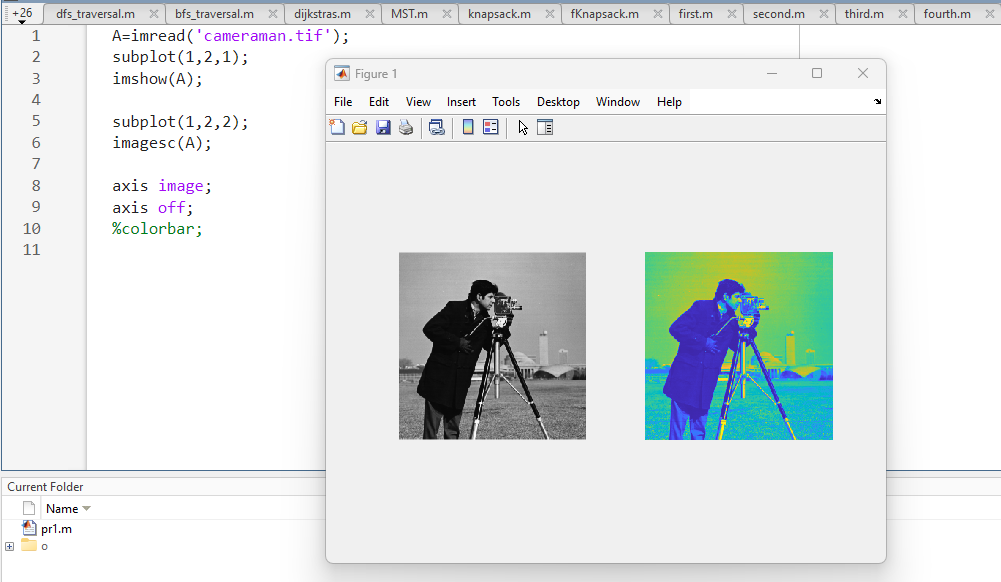 +26 dfs_traversal.m bfs_traversal.m dijkstras.m MST.m knapsack.m fKnapsack.m first.m second.m third.m fourth.m
1 A=imread('cameraman.tif');
2 subplot(1,2,1);
3 imshow(A);
4
5 subplot(1,2,2);
6 imagesc(A);
7
8 axis image;
9 axis off;
10 %colorbar;
11
Figure 1
File Edit View Insert Tools Desktop Window Help
Current Folder
Name
pr1.m
o